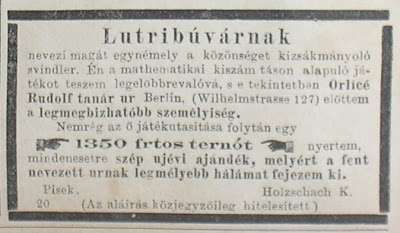 Lutribúvárnak
nevezi magát egynémely a közönséget kizsákmányoló
svindler. Én a mathematikai kiszám táson alapuló já-
tékot teszem legelőbbrevalóvá, s e tekintetban Orlicé
Rudolf tanár ur Berlin, (Wilhelmstrasse 127) előttem
a legmegbizhatóbb személyiség.
Nemrég az ő játékutasitása folytán egy
1350 frtos ternót nyertem,
mindenesetre szép ujévi ajándék, melyért a fent
nevezett urnak legmélyebb hálámat fejezem ki.
Pisek. Holzschach K.
20 (Az aláirás közjegyzőileg hitelesitett)